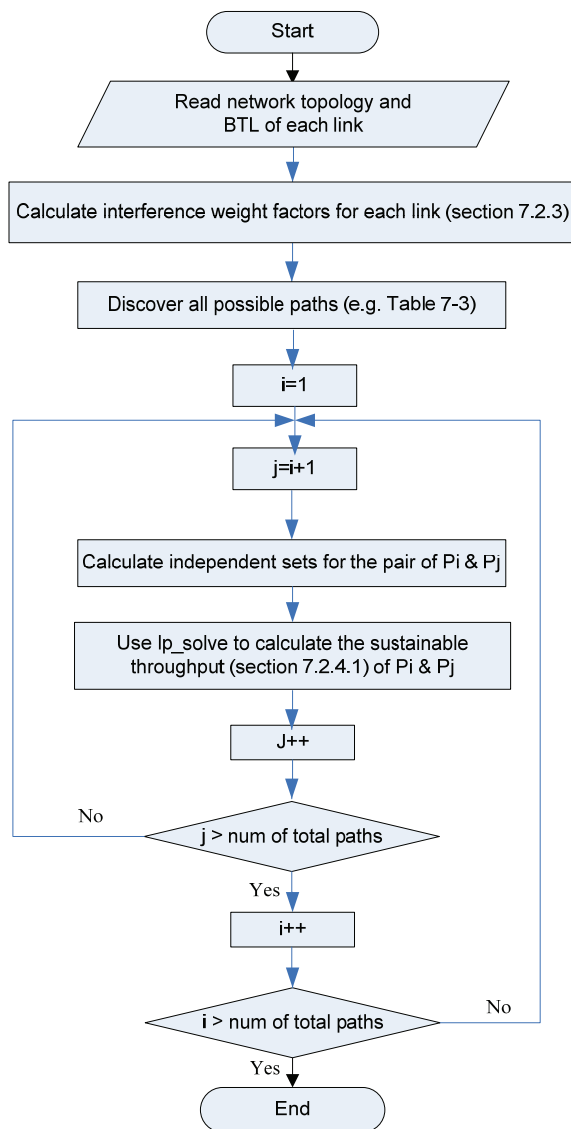 Start
Read network topology and
BTL of each link
Calculate interference weight factors for each link (section 7.2.3)
Discover all possible paths (e.g. Table 7-3)
i=1
j=i+1
Calculate independent sets for the pair of Pi & Pj
Use lp_solve to calculate the sustainable
throughput (section 7.2.4.1) of Pi & Pj
J++
No
j > num of total paths
Yes
i++
No
i > num of total paths
Yes
End